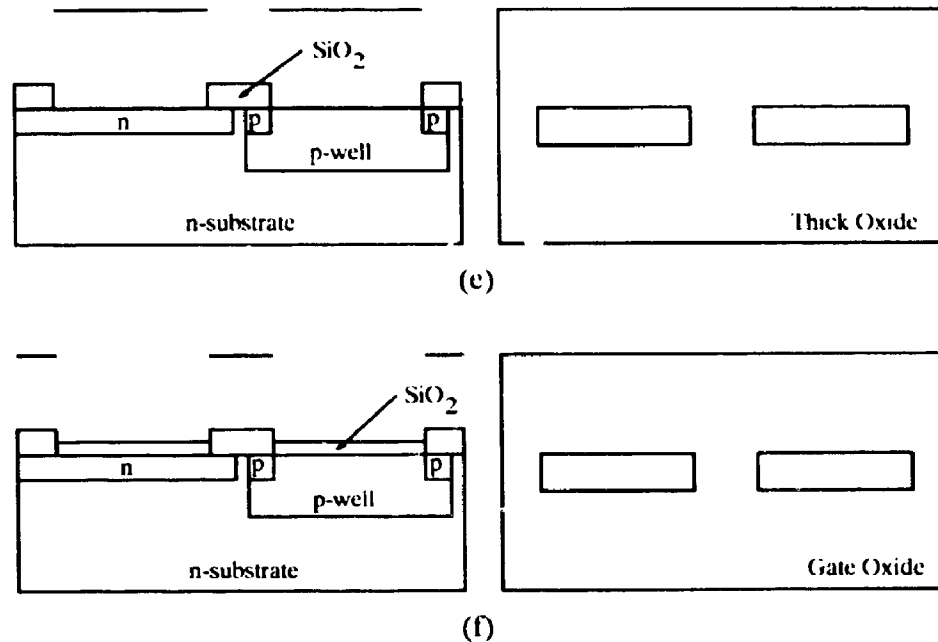 SiO2
n
p
p
p-well
n-substrate
Thick Oxide
(e)
SiO2
n
p
p
p-well
n-substrate
Gate Oxide
(f)